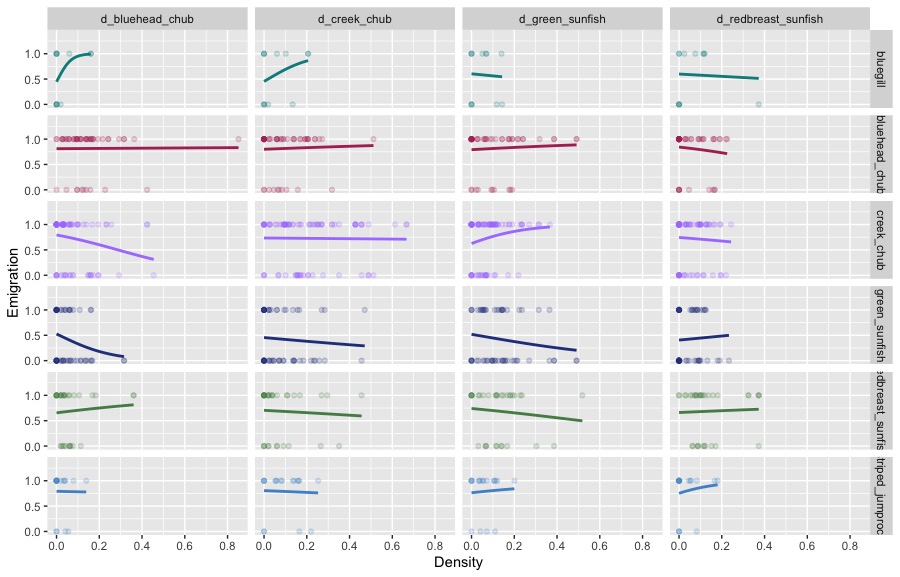 d_bluehead_chub d_creek_chub d_green_sunfish d_redbreast_sunfish
1.0
0.5
0.0
bluegill
1.0
0.5
0.0
bluehead_chub
1.0
0.5
0.0
creek_chub
1.0
0.5
0.0
green_sunfish
1.0
0.5
0.0
dbreast_sunfis
1.0
0.5
0.0
triped_jumproc
Emigration
0.0 0.2 0.4 0.6 0.8 0.0 0.2 0.4 0.6 0.8 0.0 0.2 0.4 0.6 0.8 0.0 0.2 0.4 0.6 0.8
Density